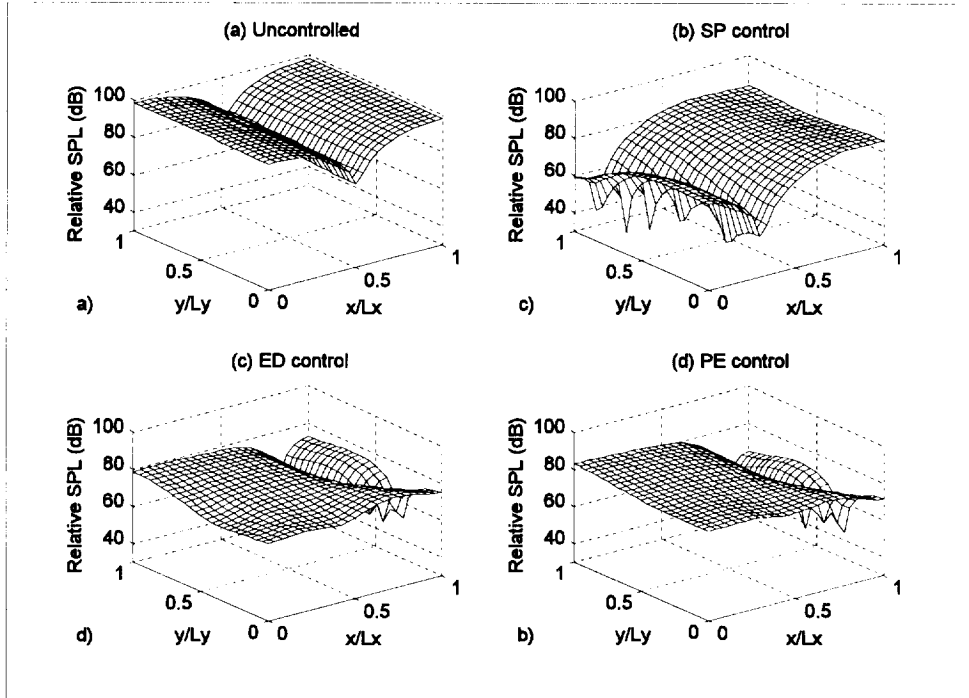 (a) Uncontrolled
Relative SPL (dB)
100
80
60
40
1
0.5
0
y/Ly
0
0.5
1
x/Lx
a)
(b) SP control
Relative SPL (dB)
100
80
60
40
1
0.5
0
y/Ly
0
0.5
1
x/Lx
c)
(c) ED control
Relative SPL (dB)
100
80
60
40
1
0.5
0
y/Ly
0
0.5
1
x/Lx
d)
(d) PE control
Relative SPL (dB)
100
80
60
40
1
0.5
0
y/Ly
0
0.5
1
x/Lx
b)